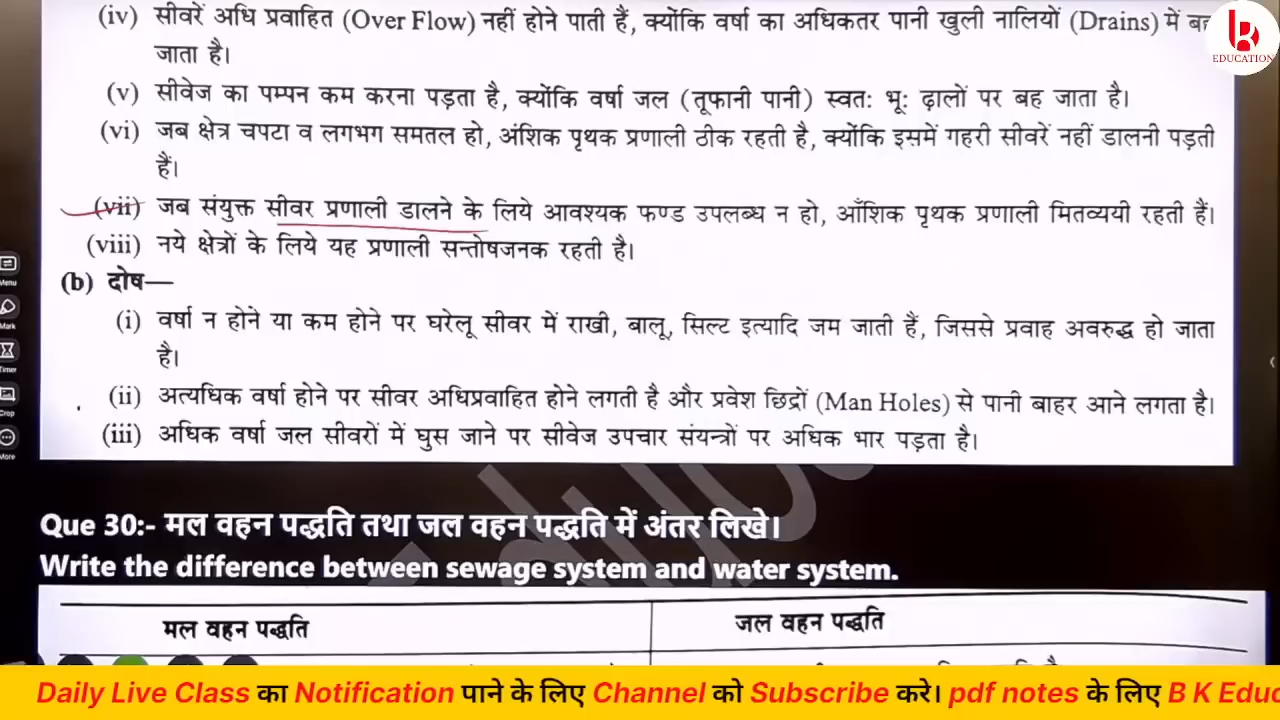 (iv) सीवरें अधि प्रवाहित (Over Flow) नहीं होने पाती हैं, क्योंकि वर्षा का अधिकतर पानी खुली नालियों (Drains) में बह
जाता है।
(v) सीवेज का पम्पन कम करना पड़ता है, क्योंकि वर्षा जल (तूफानी पानी) स्वतः भूः ढ़ालों पर बह जाता है।
(vi) जब क्षेत्र चपटा व लगभग समतल हो, अंशिक पृथक प्रणाली ठीक रहती है, क्योंकि इसमें गहरी सीवरें नहीं डालनी पड़ती
हैं।
(vii) जब संयुक्त सीवर प्रणाली डालने के लिये आवश्यक फण्ड उपलब्ध न हो, आँशिक पृथक प्रणाली मितव्ययी रहती हैं।
(viii) नये क्षेत्रों के लिये यह प्रणाली सन्तोषजनक रहती है।
(b) दोष—
(i) वर्षा न होने या कम होने पर घरेलू सीवर में राखी, बालू, सिल्ट इत्यादि जम जाती हैं, जिससे प्रवाह अवरुद्ध हो जाता
है।
(ii) अत्यधिक वर्षा होने पर सीवर अधिप्रवाहित होने लगती है और प्रवेश छिद्रों (Man Holes) से पानी बाहर आने लगता है।
(iii) अधिक वर्षा जल सीवरों में घुस जाने पर सीवेज उपचार संयन्त्रों पर अधिक भार पड़ता है।
Que 30:- मल वहन पद्धति तथा जल वहन पद्धति में अंतर लिखे।
Write the difference between sewage system and water system.
मल वहन पद्धति
जल वहन पद्धति
Daily Live Class का Notification पाने के लिए Channel को Subscribe करे। pdf notes के लिए B K Educ
EDUCATION
Menu
Mark
Timer
Crop
More